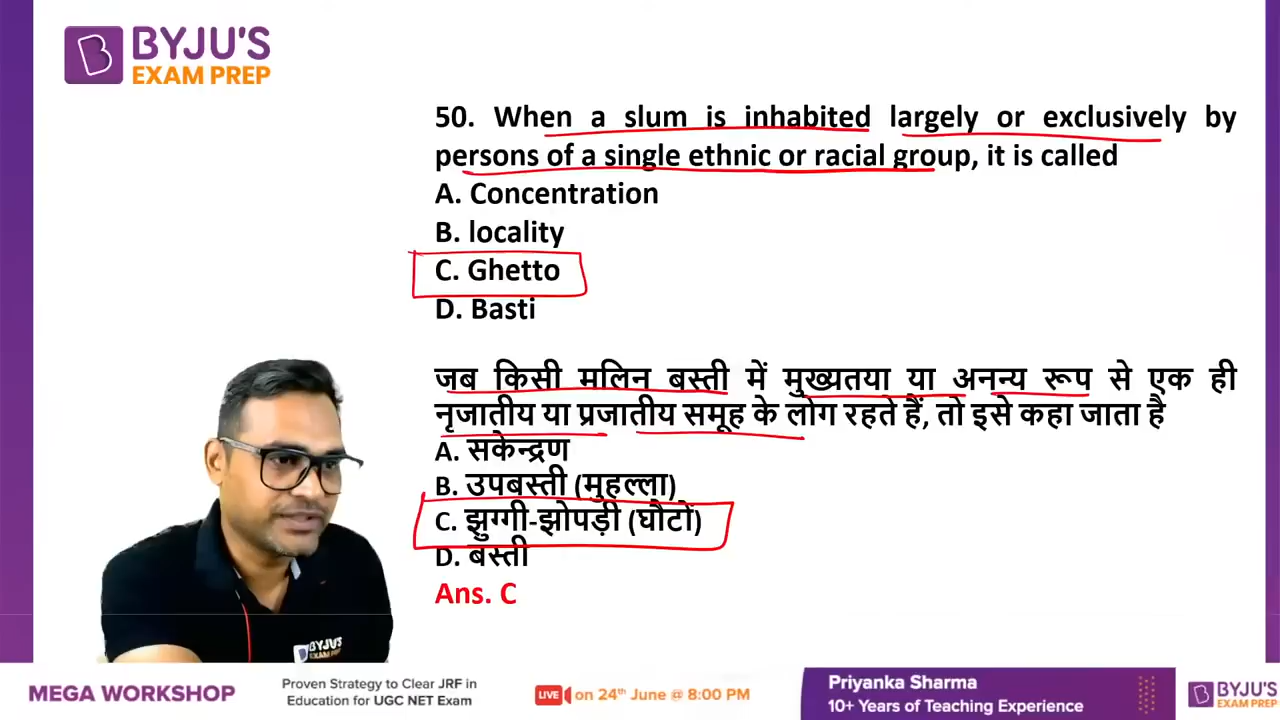 BYJU'S
EXAM PREP
50. When a slum is inhabited largely or exclusively by
persons of a single ethnic or racial group, it is called
A. Concentration
B. locality
C. Ghetto
D. Basti
जब किसी मलिन बस्ती में मुख्यतया या अनन्य रूप से एक ही
नृजातीय या प्रजातीय समूह के लोग रहते हैं, तो इसे कहा जाता है
A. सकेन्द्रण
B. उपबस्ती (मुहल्ला)
C. झुग्गी-झोपड़ी (घौटों)
D. बस्ती
Ans. C
BYJU'S
EXAM PREP
MEGA WORKSHOP
Proven Strategy to Clear JRF in
Education for UGC NET Exam
LIVE on 24th June @ 8:00 PM
Priyanka Sharma
10+ Years of Teaching Experience
BYJU'S
EXAM PREP